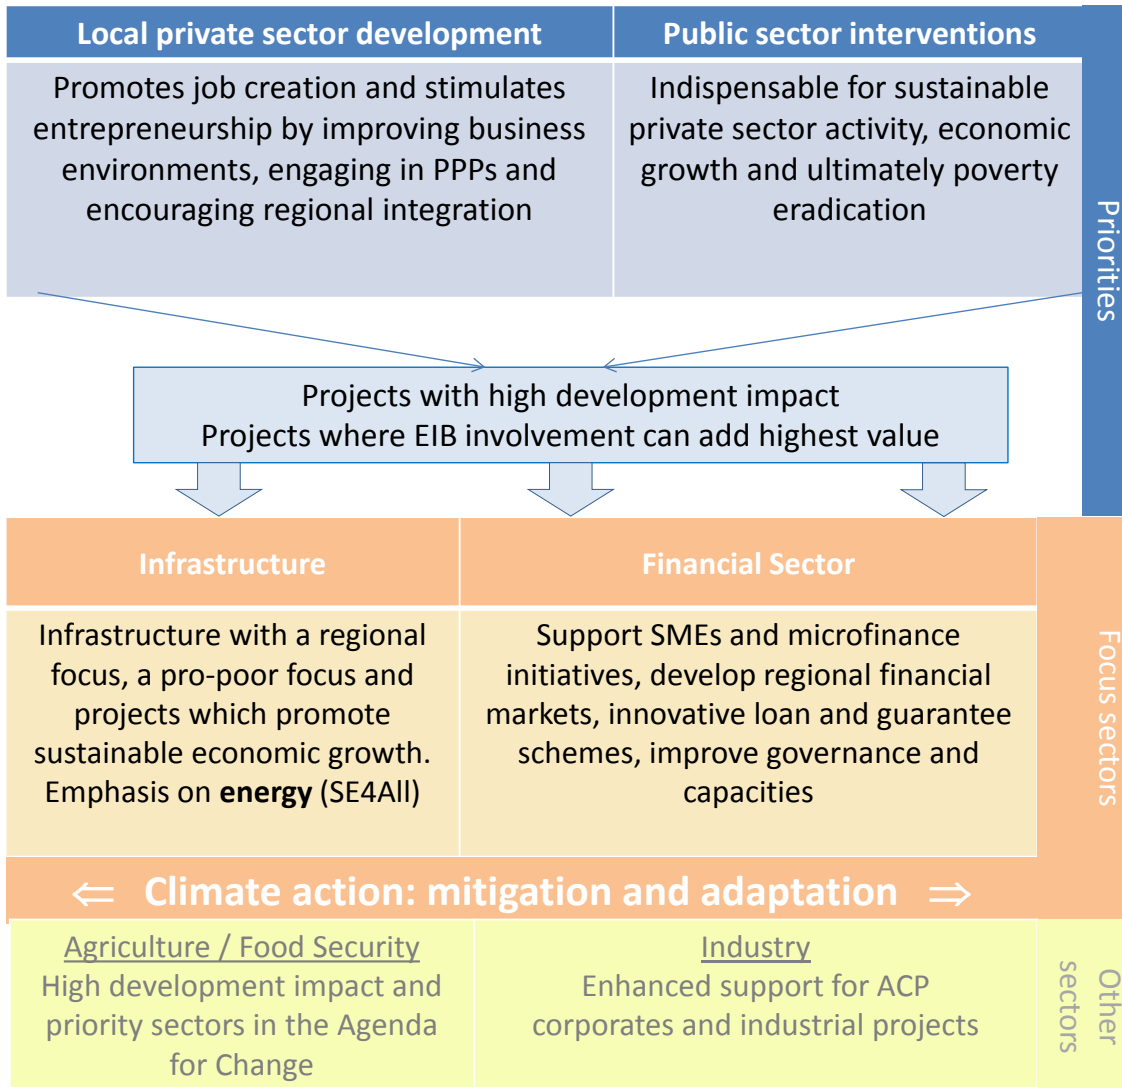 Local private sector development
Public sector interventions
Promotes job creation and stimulates
entrepreneurship by improving business
environments, engaging in PPPs and
encouraging regional integration
Indispensable for sustainable
private sector activity, economic
growth and ultimately poverty
eradication
Priorities
Projects with high development impact
Projects where EIB involvement can add highest value
Infrastructure
Financial Sector
Infrastructure with a regional
focus, a pro-poor focus and
projects which promote
sustainable economic growth.
Emphasis on energy (SE4All)
Support SMEs and microfinance
initiatives, develop regional financial
markets, innovative loan and guarantee
schemes, improve governance and
capacities
Focus sectors
⇐ Climate action: mitigation and adaptation ⇒
Agriculture / Food Security
High development impact and
priority sectors in the Agenda
for Change
Industry
Enhanced support for ACP
corporates and industrial projects
Other
sectors